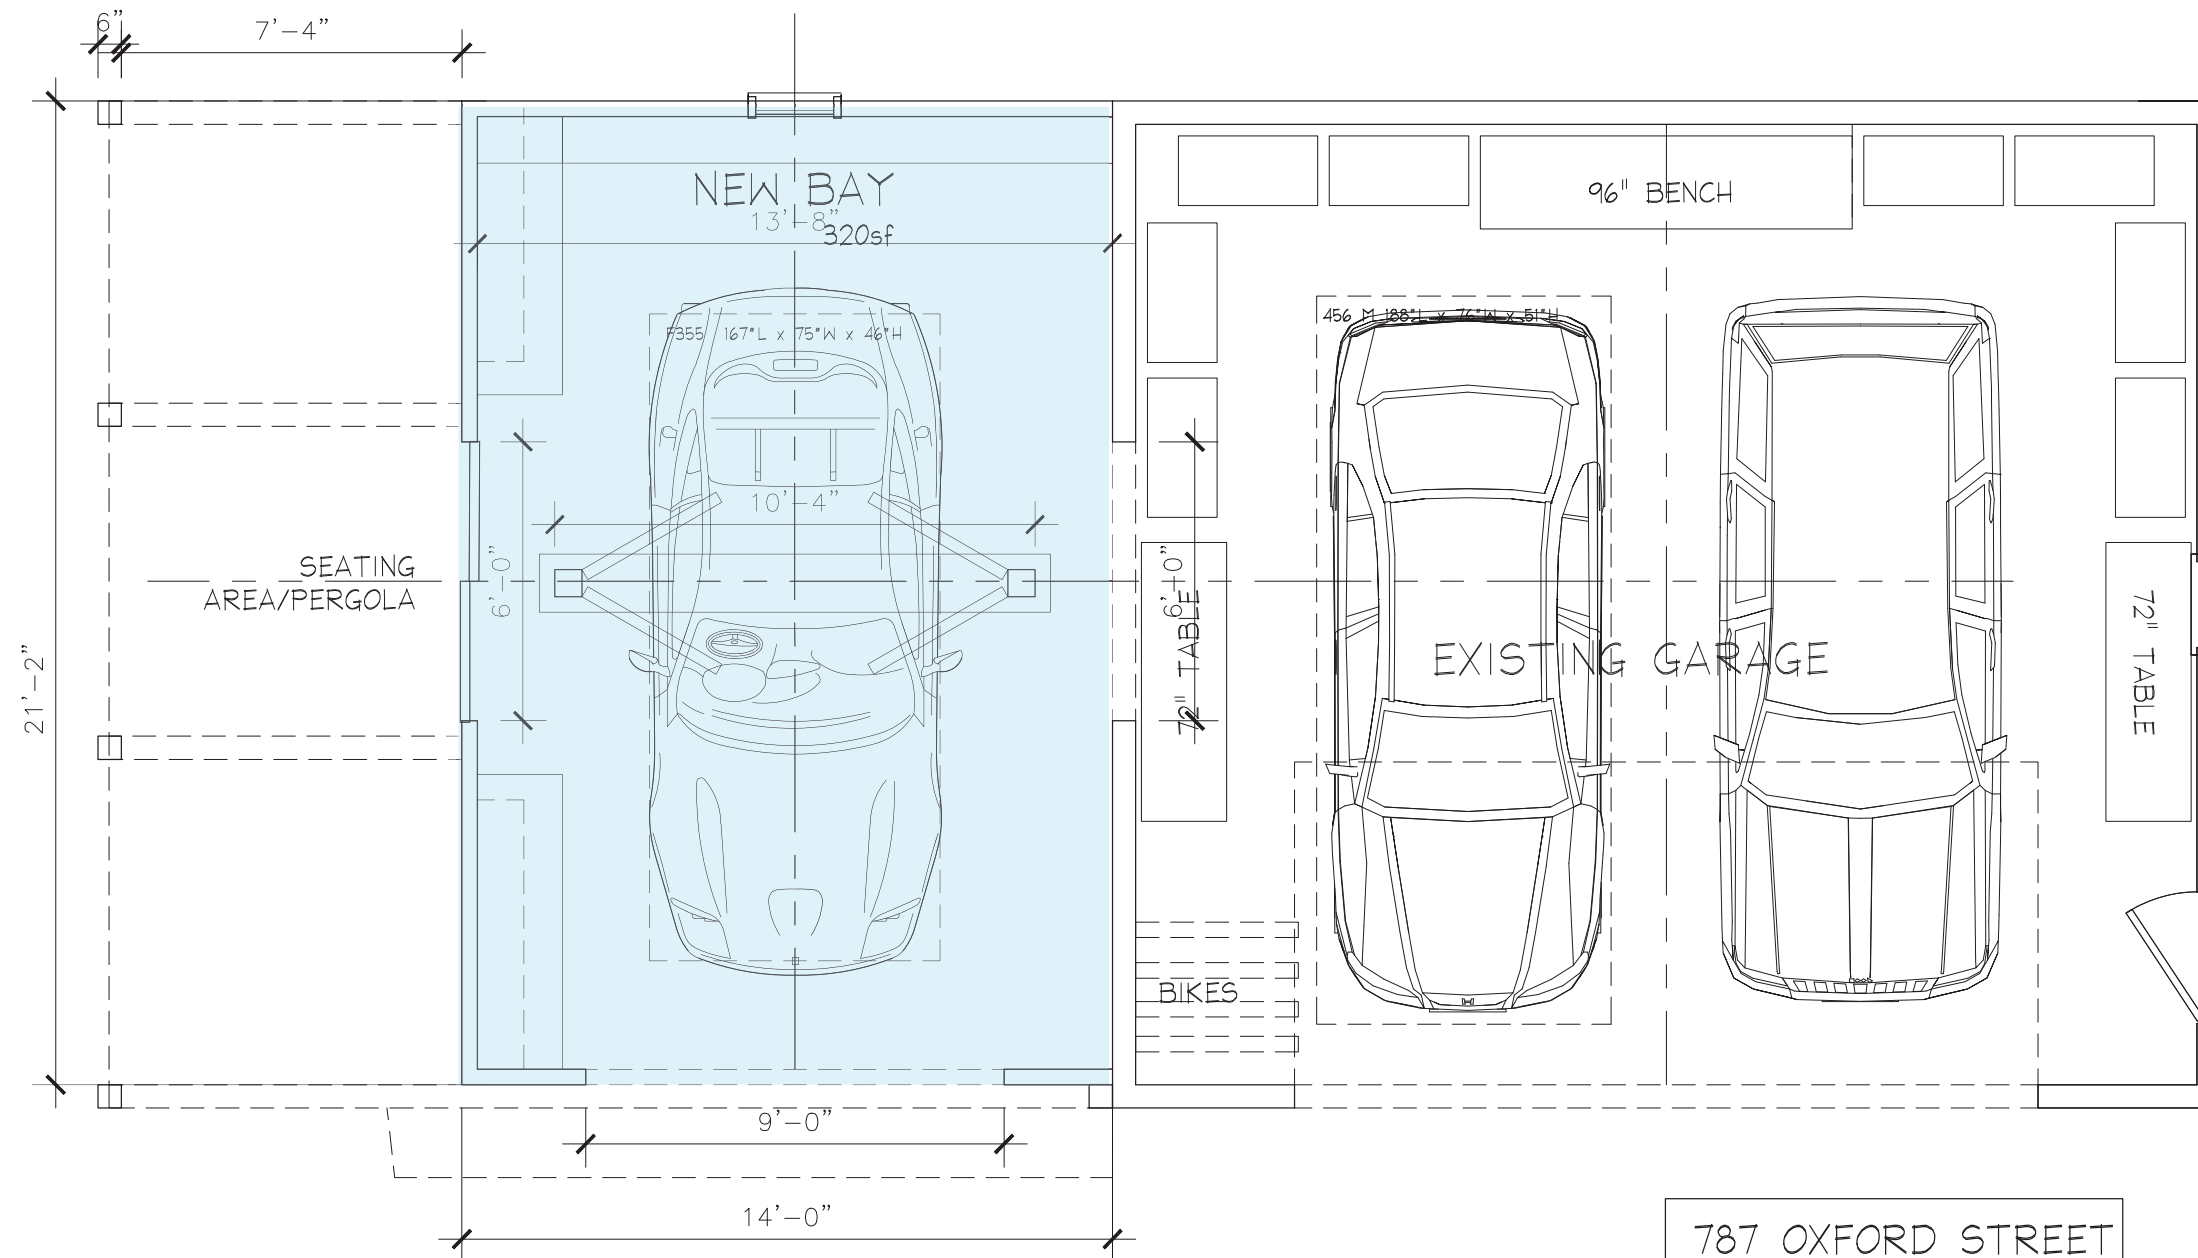 6”
7’-4”
NEW BAY
13’-8”
320sf
96" BENCH
F355 167"L x 75"W x 46"H
456 M 188"L x 76"W x 51"H
10’-4”
SEATING
AREA/PERGOLA
6’-0”
6’-0”
72" TABLE
EXISTING GARAGE
72" TABLE
21’-2”
BIKES
9’-0”
14’-0”
787 OXFORD STREET